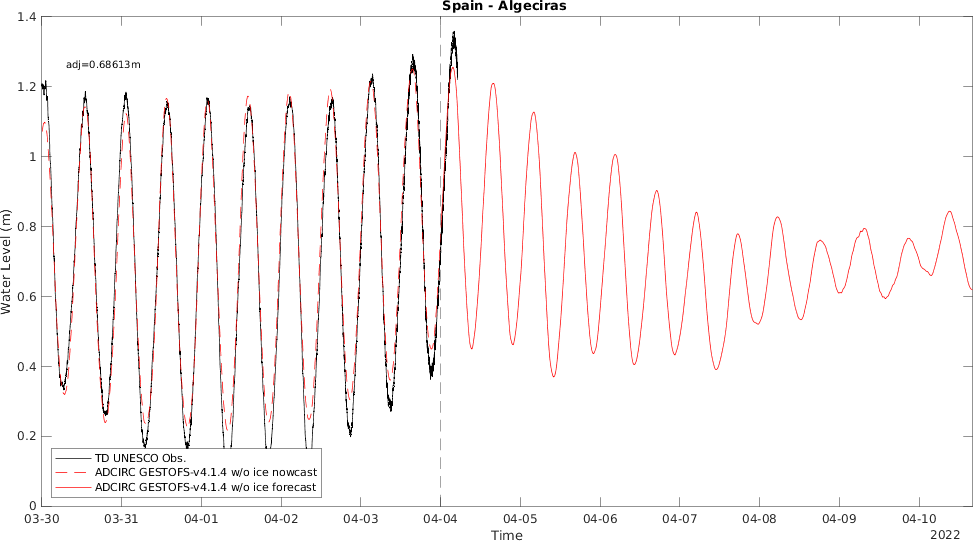 Spain - Algeciras
1.4
adj=0.68613m
1.2
1
0.8
Water Level (m)
0.6
0.4
0.2
TD UNESCO Obs.
ADCIRC GESTOFS-v4.1.4 w/o ice nowcast
ADCIRC GESTOFS-v4.1.4 w/o ice forecast
0
03-30 03-31 04-01 04-02 04-03 04-04 04-05 04-06 04-07 04-08 04-09 04-10
Time
2022